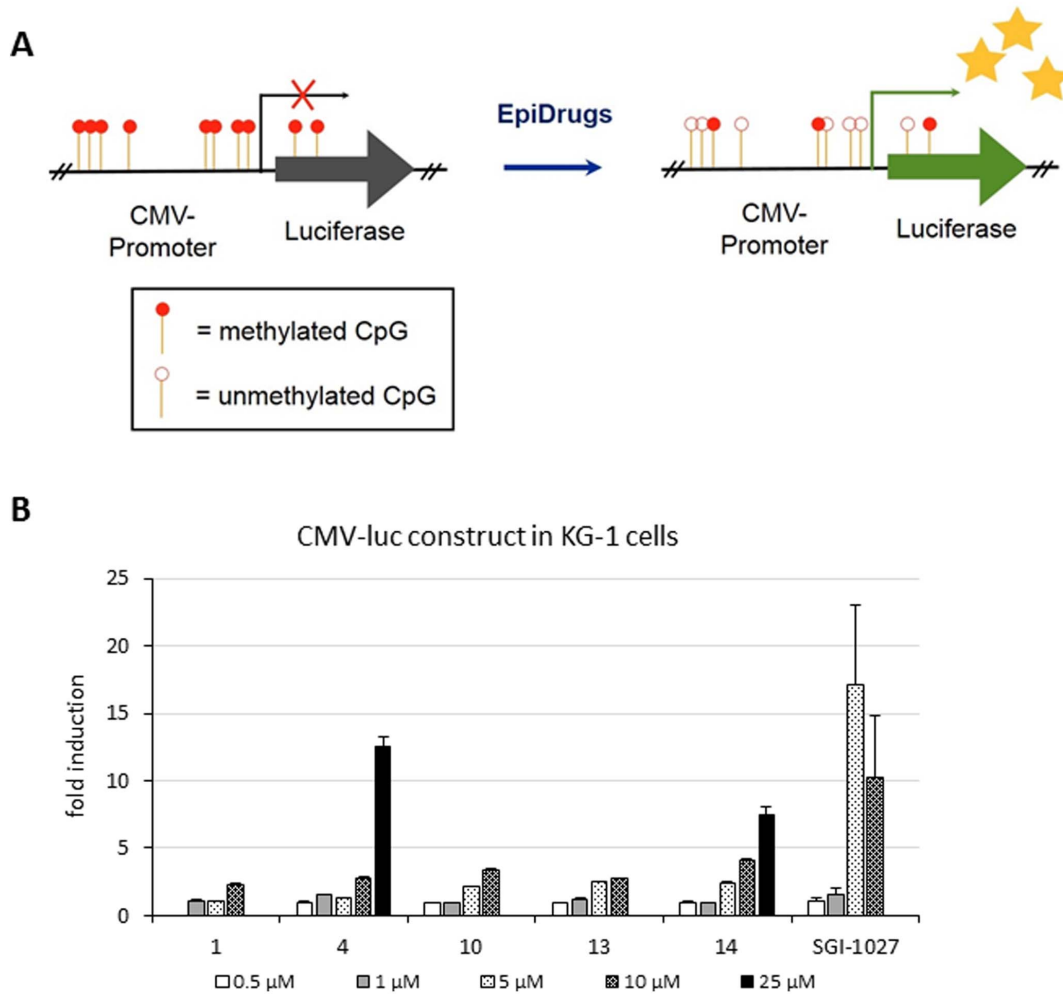 A
EpiDrugs
CMV-
Promoter
Luciferase
CMV-
Promoter
Luciferase
= methylated CpG
= unmethylated CpG
B
CMV-luc construct in KG-1 cells
fold induction
25
20
15
10
5
0
1 4 10 13 14 SGI-1027
0.5 µM 1 µM 5 µM 10 µM 25 µM